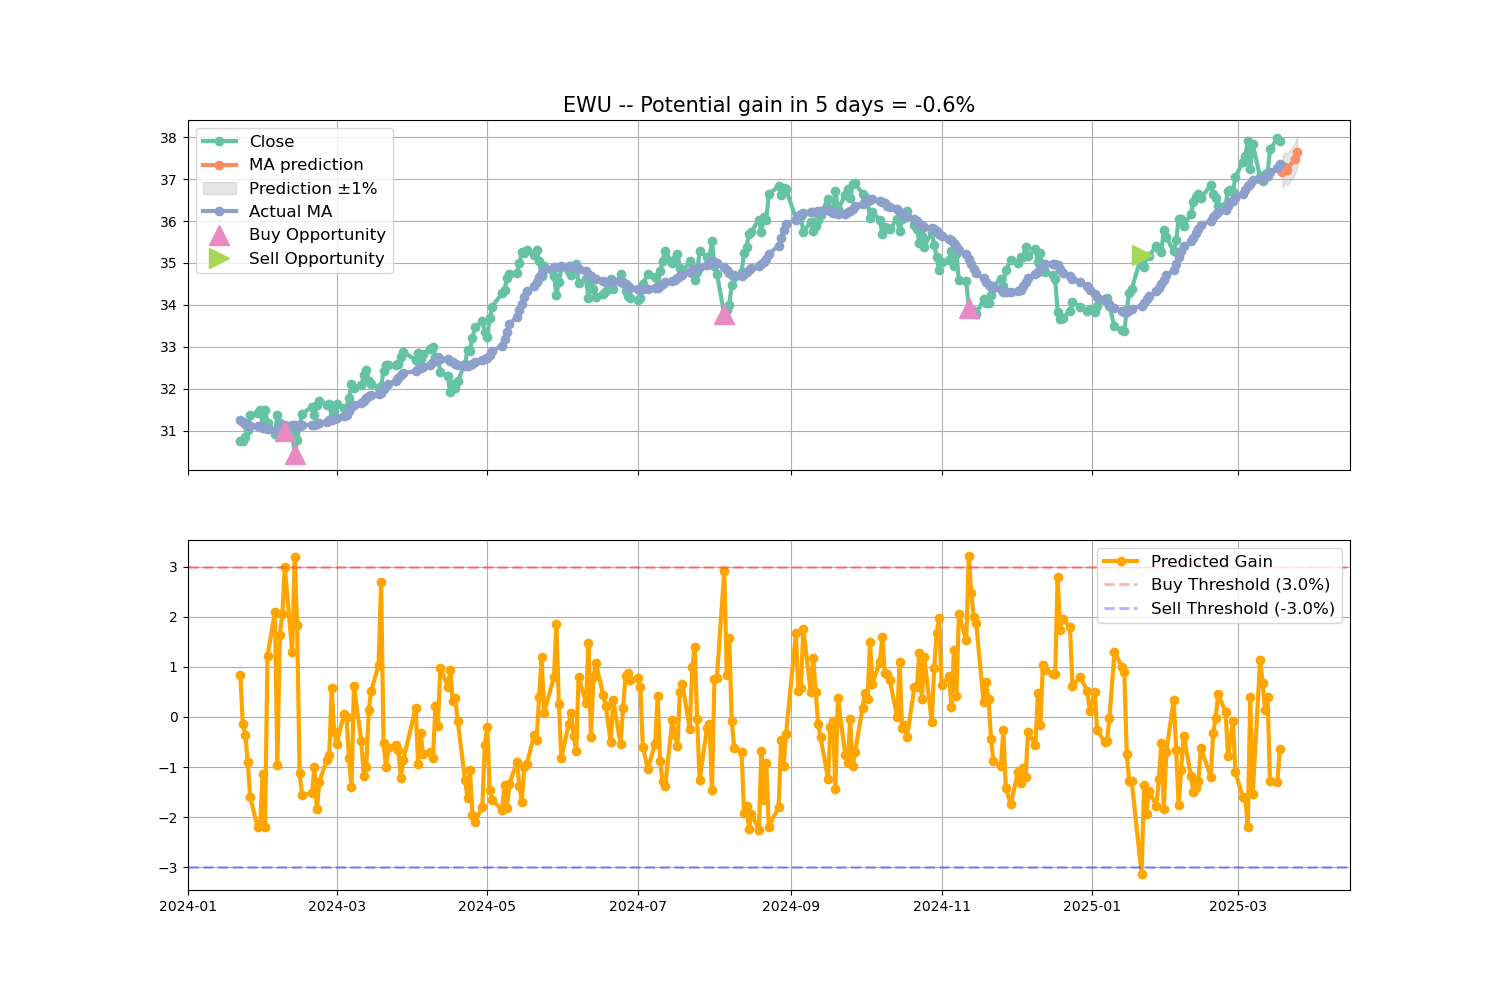 EWU -- Potential gain in 5 days = -0.6%
38
37
36
35
34
33
32
31
Close
MA prediction
Prediction ±1%
Actual MA
Buy Opportunity
Sell Opportunity
3
2
1
0
−1
−2
−3
Predicted Gain
Buy Threshold (3.0%)
Sell Threshold (-3.0%)
2024-01
2024-03
2024-05
2024-07
2024-09
2024-11
2025-01
2025-03